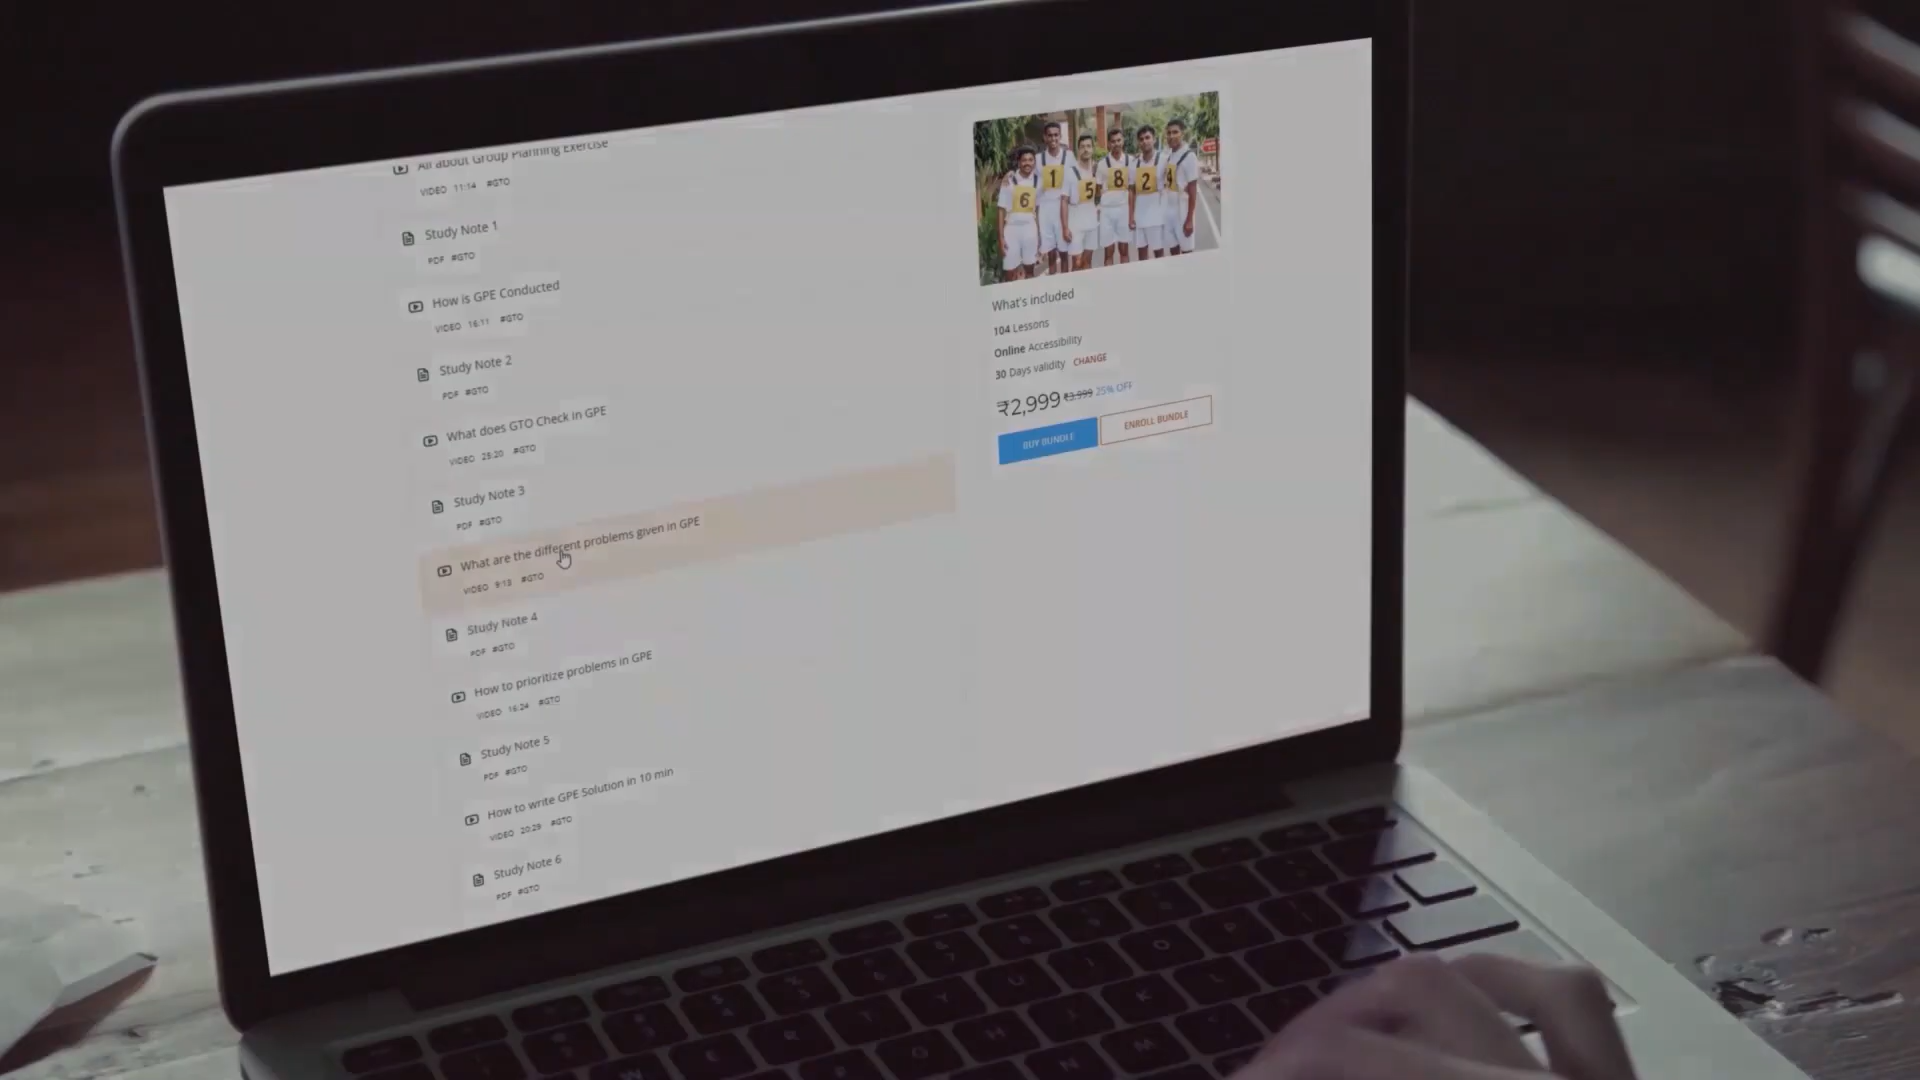 All about Group Planning Exercise
VIDEO 11:14 #GTO
Study Note 1
PDF #GTO
How is GPE Conducted
VIDEO 16:11 #GTO
Study Note 2
PDF #GTO
What does GTO Check in GPE
VIDEO 25:20 #GTO
Study Note 3
PDF #GTO
What are the different problems given in GPE
VIDEO 9:13 #GTO
Study Note 4
PDF #GTO
How to prioritize problems in GPE
VIDEO 16:24 #GTO
Study Note 5
PDF #GTO
How to write GPE Solution in 10 min
VIDEO 20:29 #GTO
Study Note 6
PDF #GTO
6 1 5 8 2 4
What's included
104 Lessons
Online Accessibility
30 Days validity CHANGE
₹2,999 ₹3,999 25% OFF
BUY BUNDLE ENROLL BUNDLE